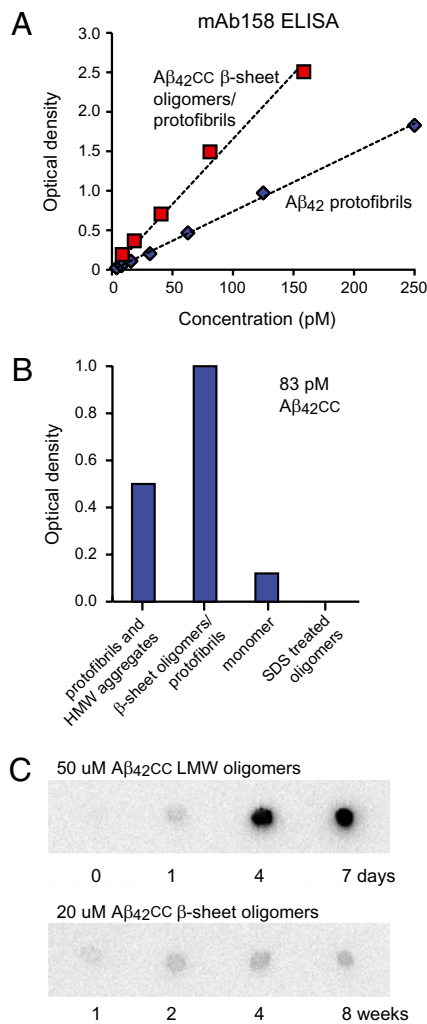 A
mAb158 ELISA
3.0
2.5
2.0
1.5
1.0
0.5
0
Optical density
Aβ42CC β-sheet
oligomers/
protofibrils
Aβ42 protofibrils
0
50
100
150
200
250
Concentration (pM)
B
1.0
0.8
0.6
0.4
0.2
0.0
Optical density
83 pM
Aβ42CC
protofibrils and
HMW aggregates
β-sheet oligomers/
protofibrils
monomer
SDS treated
oligomers
C
50 uM Aβ42CC LMW oligomers
0 1 4 7 days
20 uM Aβ42CC β-sheet oligomers
1 2 4 8 weeks